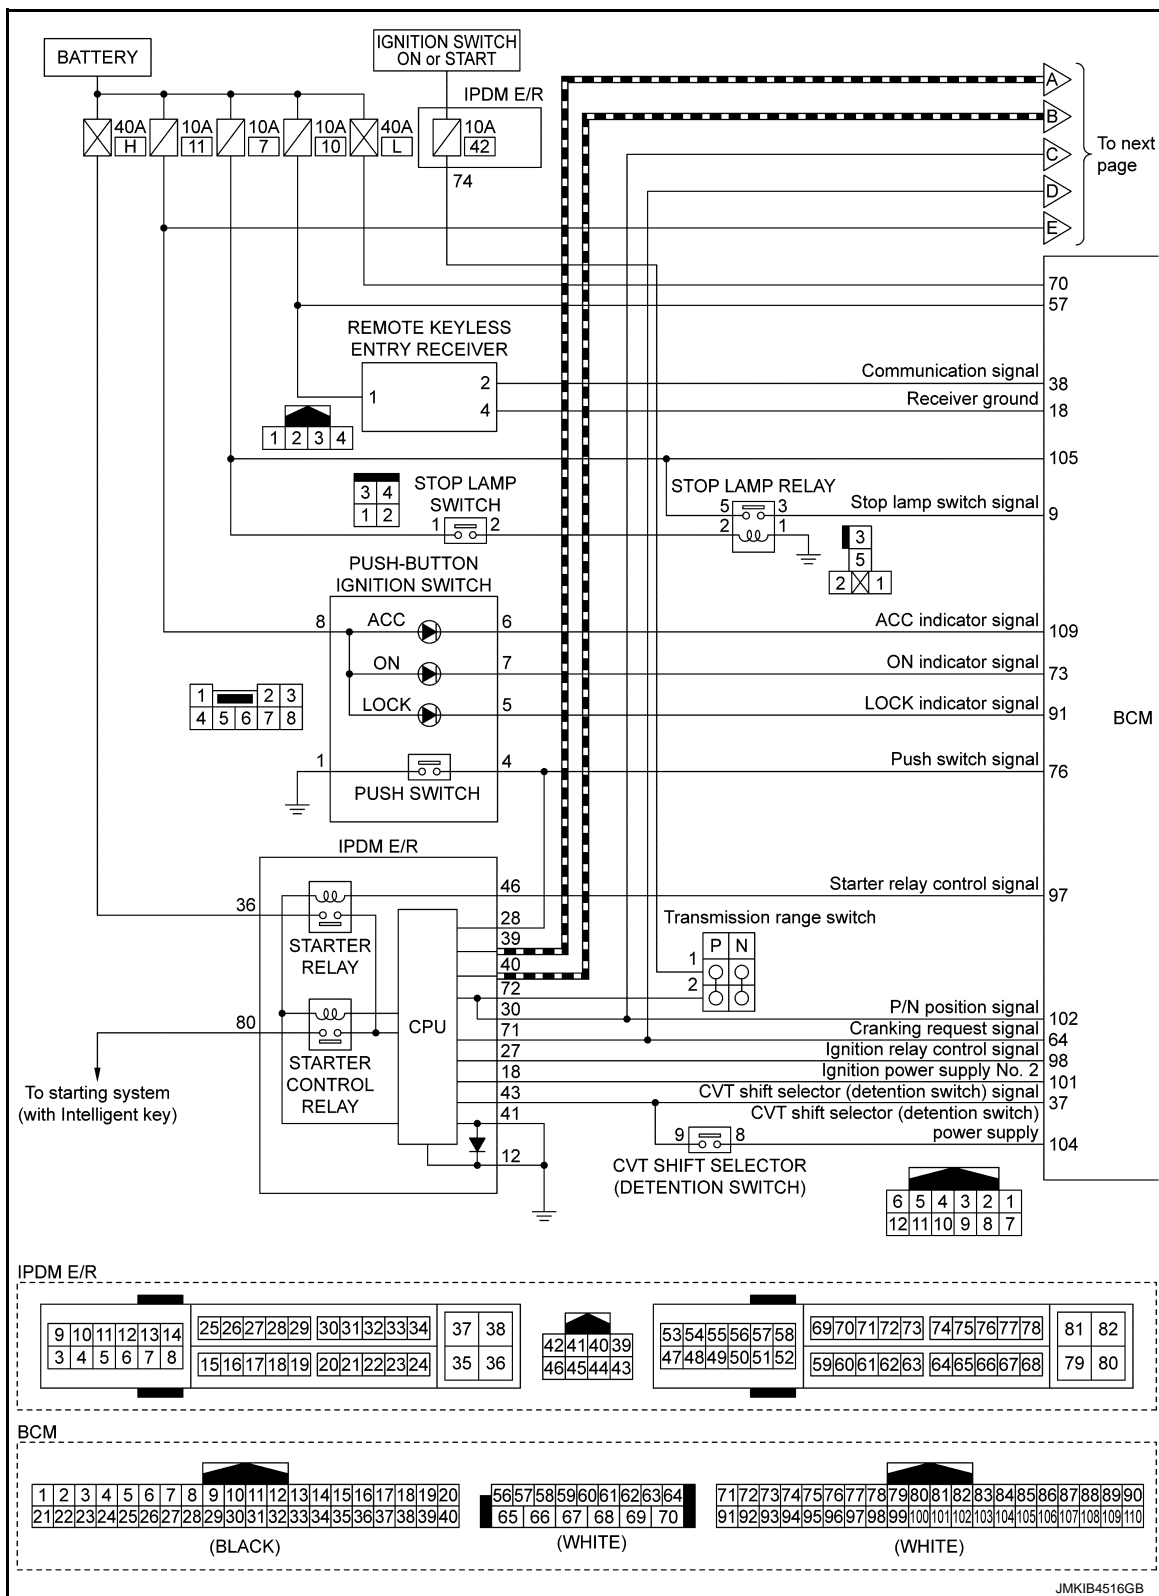 BATTERY
IGNITION SWITCH
ON or START
IPDM E/R
40A
H
10A
11
10A
7
10A
10
40A
L
10A
42
74
A
B
C
D
E
To next
page
70
57
REMOTE KEYLESS
ENTRY RECEIVER
1
2
4
Communication signal
38
Receiver ground
18
1 2 3 4
105
3 4
1 2
STOP LAMP
SWITCH
1
2
STOP LAMP RELAY
5
3
2
1
Stop lamp switch signal
9
3
5
2 1
PUSH-BUTTON
IGNITION SWITCH
8
ACC
6
ACC indicator signal
109
ON
7
ON indicator signal
73
LOCK
5
LOCK indicator signal
91
BCM
1 2 3
4 5 6 7 8
1
4
Push switch signal
76
PUSH SWITCH
IPDM E/R
36
STARTER
RELAY
46
Starter relay control signal
97
28
39
40
72
30
71
27
18
43
41
12
Transmission range switch
P N
1
2
80
STARTER
CONTROL
RELAY
CPU
To starting system
(with Intelligent key)
P/N position signal
102
Cranking request signal
64
Ignition relay control signal
98
Ignition power supply No. 2
101
CVT shift selector (detention switch) signal
37
CVT shift selector (detention switch)
power supply
104
9
8
CVT SHIFT SELECTOR
(DETENTION SWITCH)
6 5 4 3 2 1
12 11 10 9 8 7
IPDM E/R
9 10 11 12 13 14
3 4 5 6 7 8
25 26 27 28 29 30 31 32 33 34
15 16 17 18 19 20 21 22 23 24
37 38
35 36
42 41 40 39
46 45 44 43
53 54 55 56 57 58
47 48 49 50 51 52
69 70 71 72 73 74 75 76 77 78
59 60 61 62 63 64 65 66 67 68
81 82
79 80
BCM
1 2 3 4 5 6 7 8 9 10 11 12 13 14 15 16 17 18 19 20
21 22 23 24 25 26 27 28 29 30 31 32 33 34 35 36 37 38 39 40
(BLACK)
56 57 58 59 60 61 62 63 64
65 66 67 68 69 70
(WHITE)
71 72 73 74 75 76 77 78 79 80 81 82 83 84 85 86 87 88 89 90
91 92 93 94 95 96 97 98 99 100 101 102 103 104 105 106 107 108 109 110
(WHITE)
JMKIB4516GB